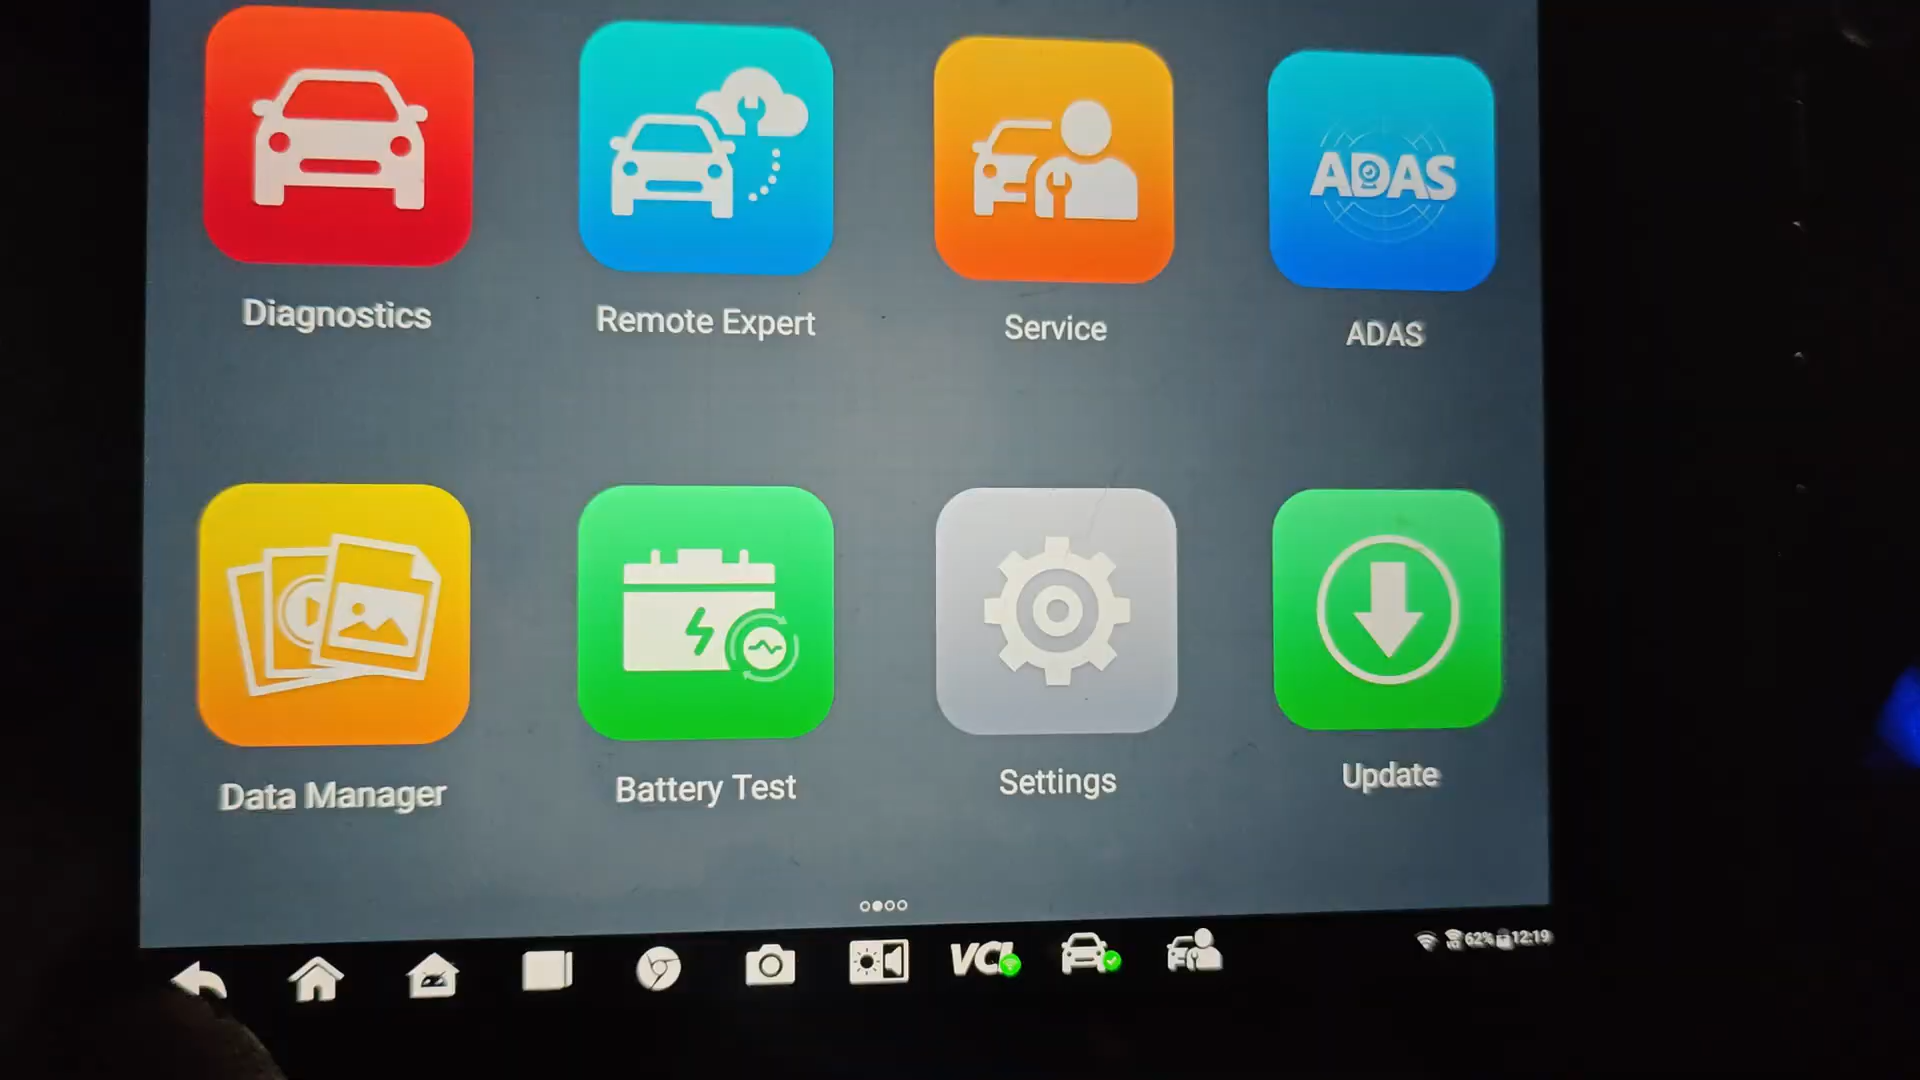 ADAS
Diagnostics
Remote Expert
Service
ADAS
Data Manager
Battery Test
Settings
Update
VCI
62% 12:19